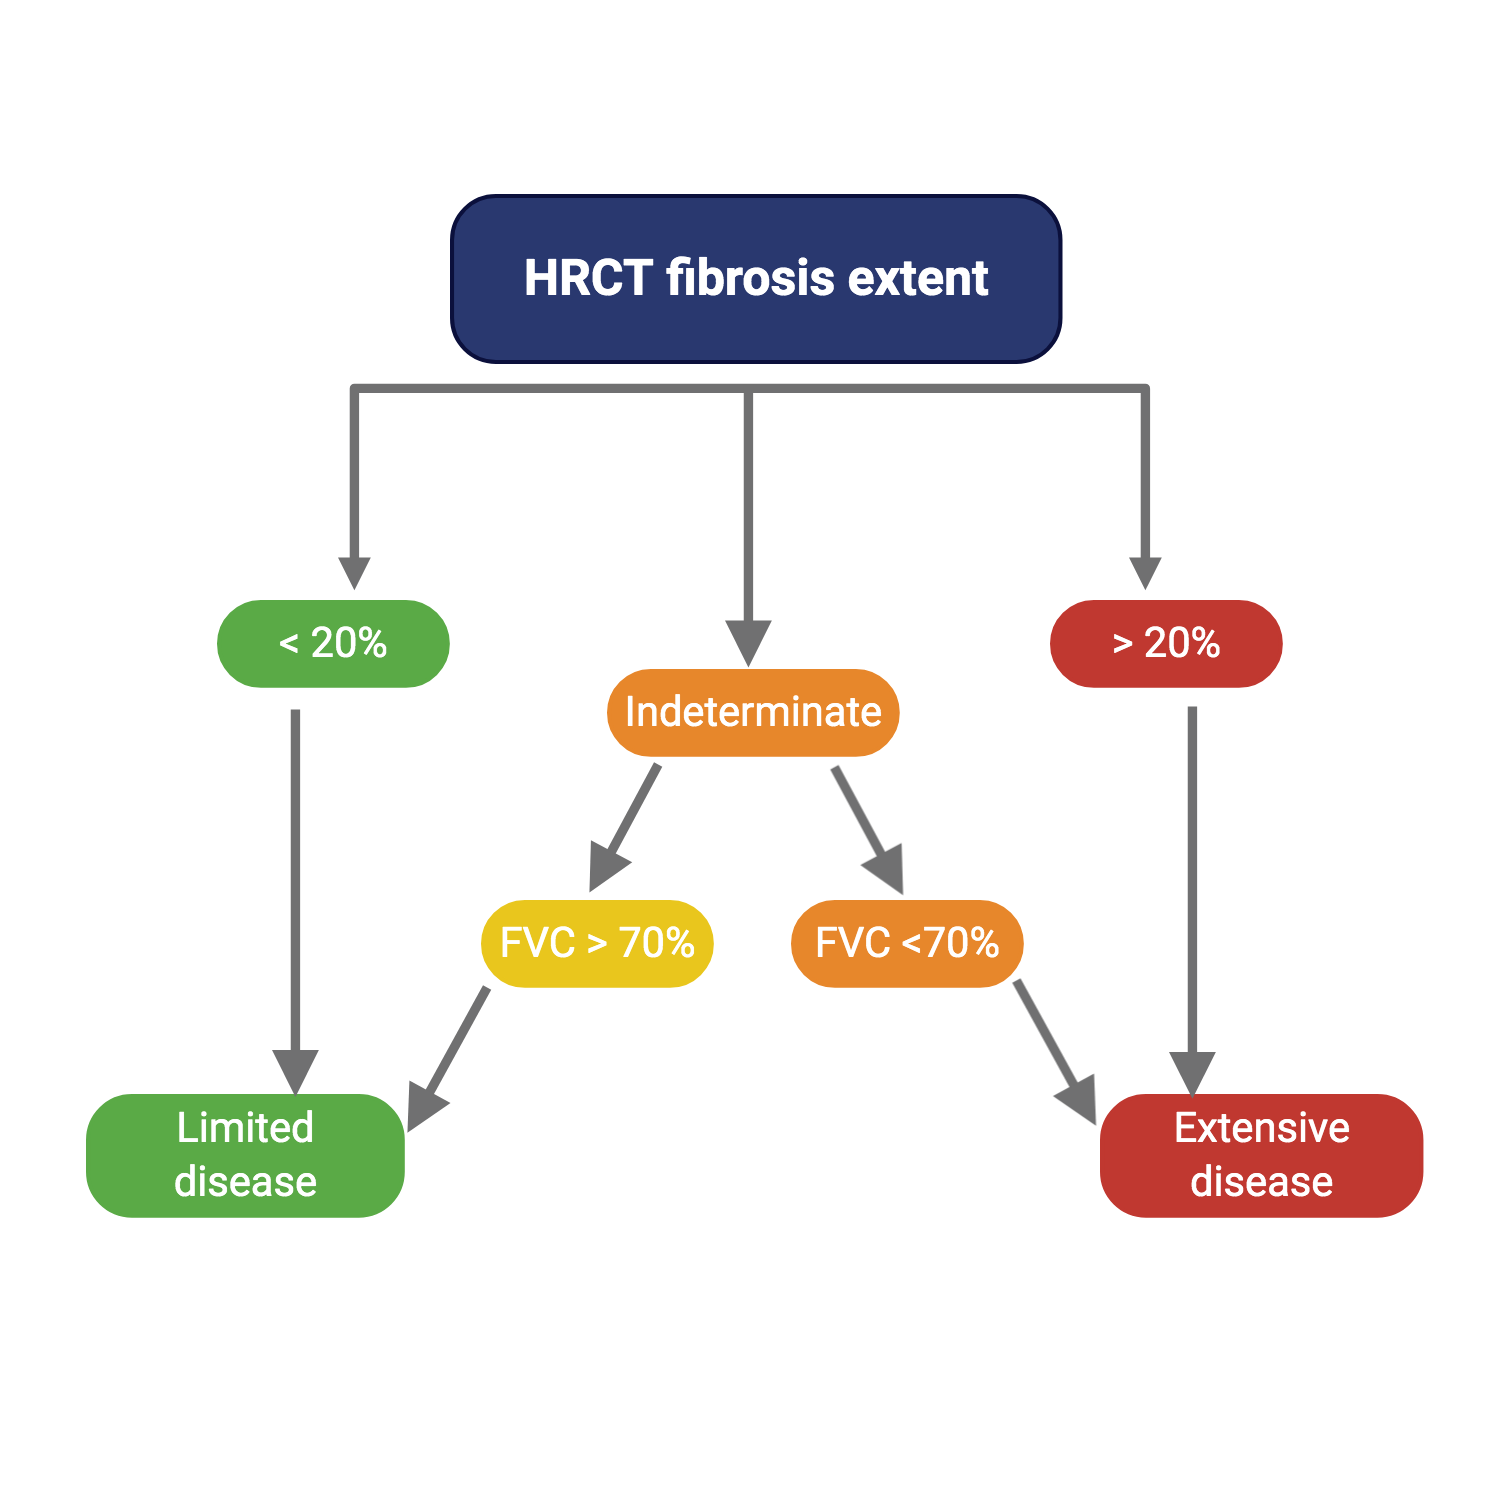 HRCT fibrosis extent
< 20%
> 20%
Indeterminate
FVC > 70%
FVC <70%
Limited
disease
Extensive
disease